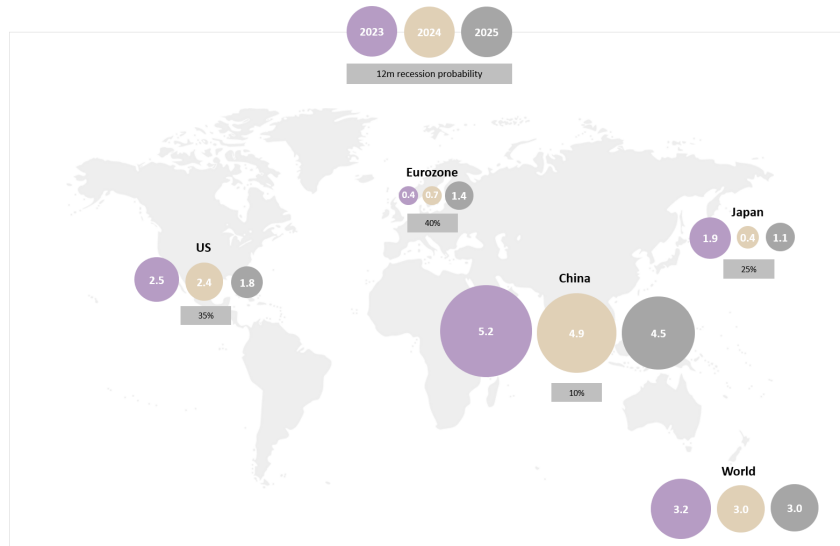 2023 2024 2025
12m recession probability
Eurozone
0.4 0.7 1.4
40%
Japan
1.9 0.4 1.1
25%
US
2.5 2.4 1.8
35%
China
5.2 4.9 4.5
10%
World
3.2 3.0 3.0